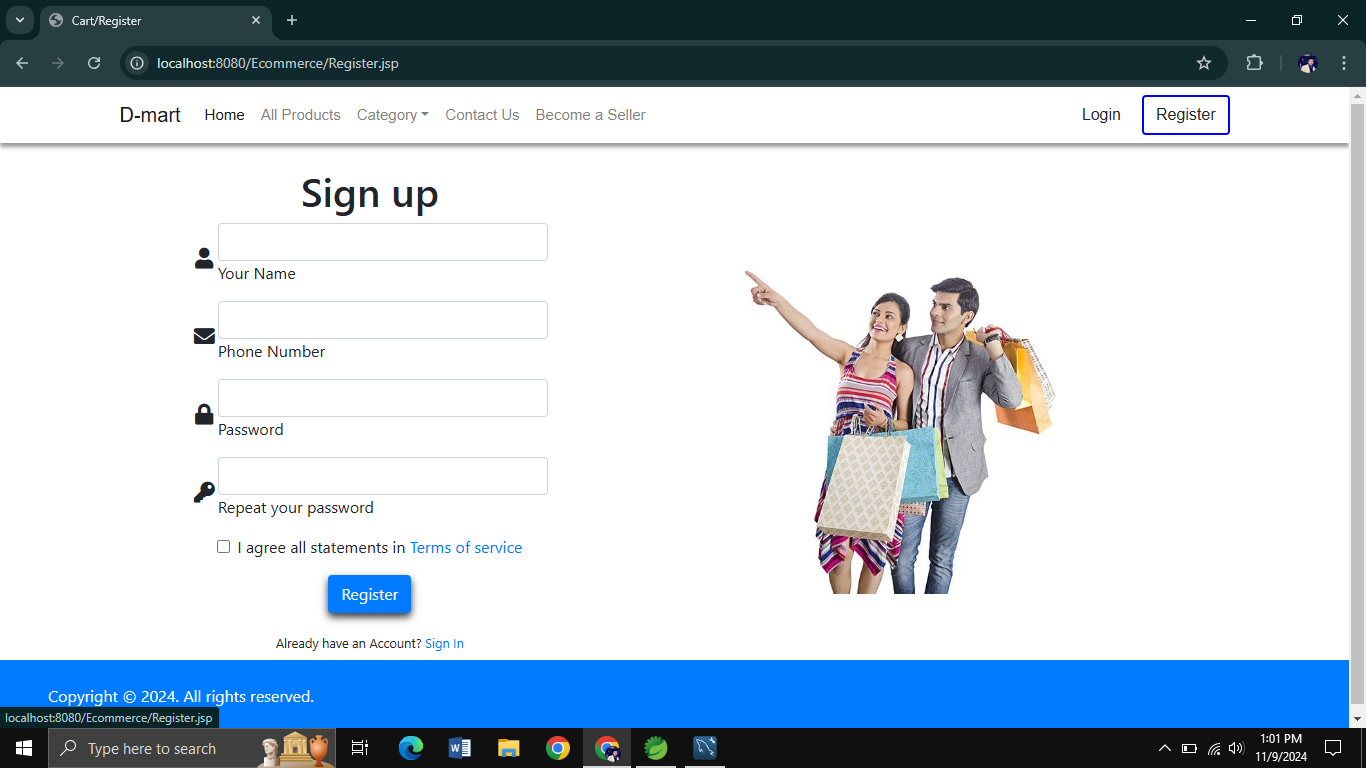 Cart/Register
localhost:8080/Ecommerce/Register.jsp
D-mart Home All Products Category Contact Us Become a Seller Login Register
Sign up
Your Name
Phone Number
Password
Repeat your password
I agree all statements in Terms of service
Register
Already have an Account? Sign In
Copyright © 2024. All rights reserved.
localhost:8080/Ecommerce/Register.jsp
Type here to search
1:01 PM
11/9/2024